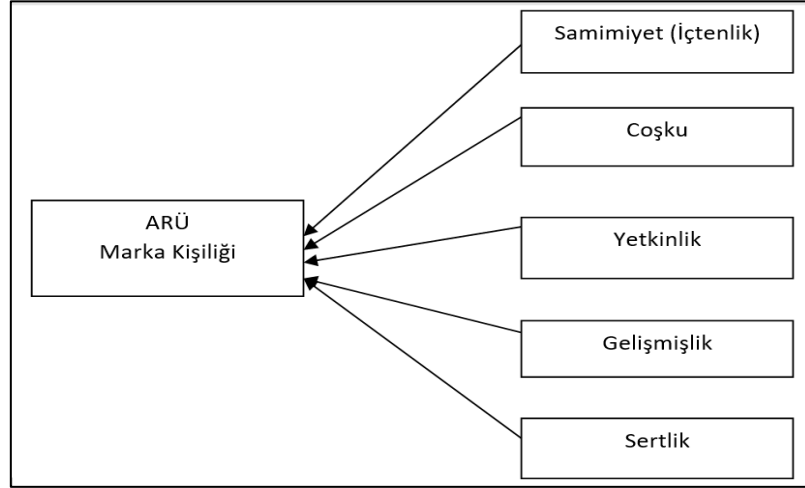 Samimiyet (İçtenlik)
Coşku
ARÜ
Marka Kişiliği
Yetkinlik
Gelişmişlik
Sertlik